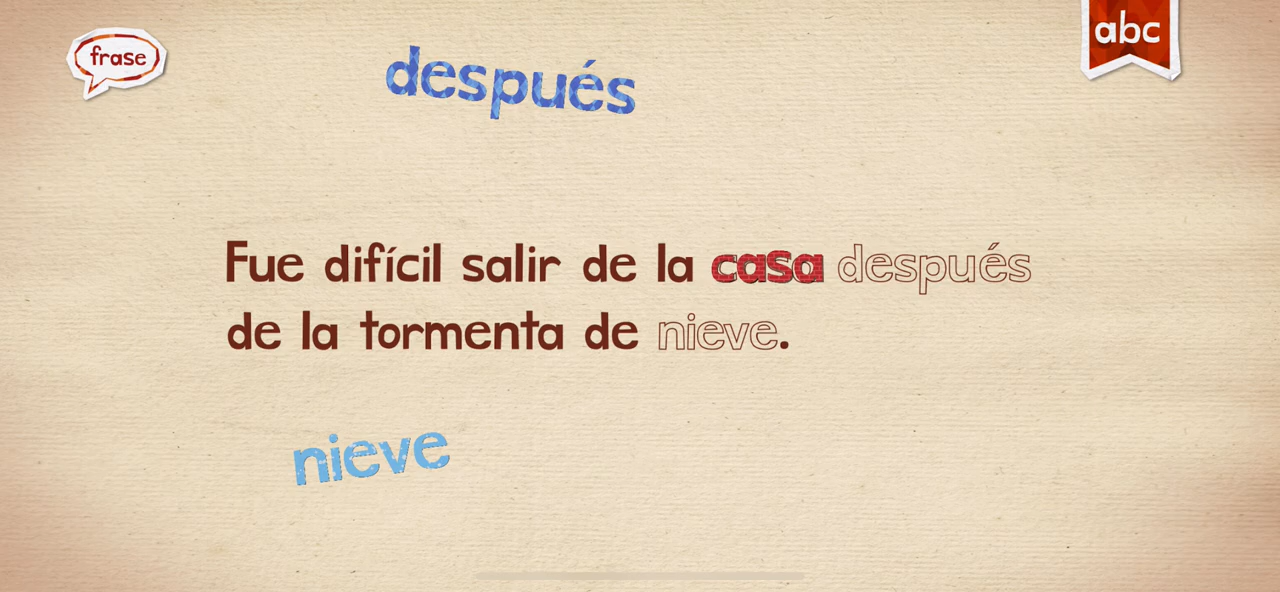 frase
abc
después
Fue difícil salir de la casa después
de la tormenta de nieve.
nieve